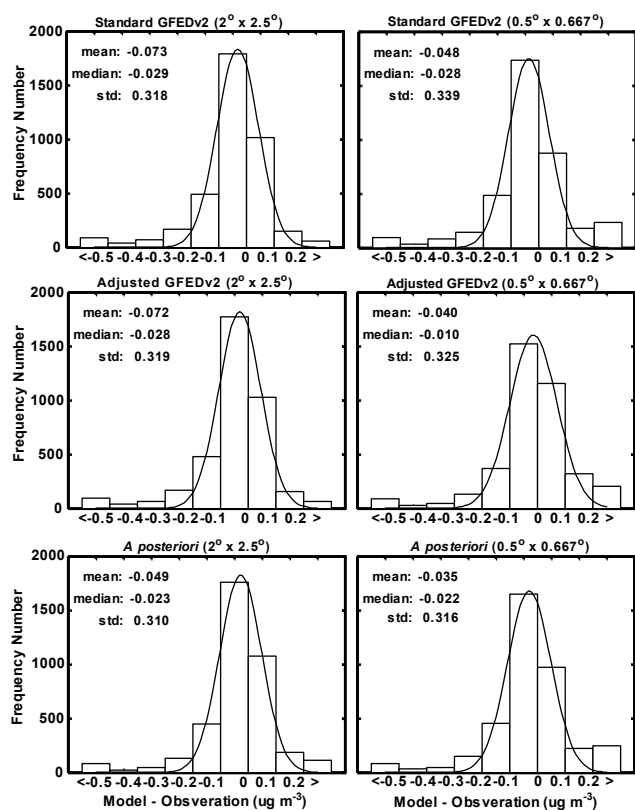 Standard GFEDv2 (2° x 2.5°)
Standard GFEDv2 (0.5° x 0.667°)
2000
1500
1000
500
0
Frequency Number
mean: -0.073
median: -0.029
std: 0.318
mean: -0.048
median: -0.028
std: 0.339
<-0.5 -0.4 -0.3 -0.2 -0.1 0 0.1 0.2 >
<-0.5 -0.4 -0.3 -0.2 -0.1 0 0.1 0.2 >
Adjusted GFEDv2 (2° x 2.5°)
Adjusted GFEDv2 (0.5° x 0.667°)
2000
1500
1000
500
0
Frequency Number
mean: -0.072
median: -0.028
std: 0.319
mean: -0.040
median: -0.010
std: 0.325
<-0.5 -0.4 -0.3 -0.2 -0.1 0 0.1 0.2 >
<-0.5 -0.4 -0.3 -0.2 -0.1 0 0.1 0.2 >
A posteriori (2° x 2.5°)
A posteriori (0.5° x 0.667°)
2000
1500
1000
500
0
Frequency Number
mean: -0.049
median: -0.023
std: 0.310
mean: -0.035
median: -0.022
std: 0.316
<-0.5 -0.4 -0.3 -0.2 -0.1 0 0.1 0.2 >
<-0.5 -0.4 -0.3 -0.2 -0.1 0 0.1 0.2 >
Model - Obsveration (ug m⁻³)
Model - Obsveration (ug m⁻³)